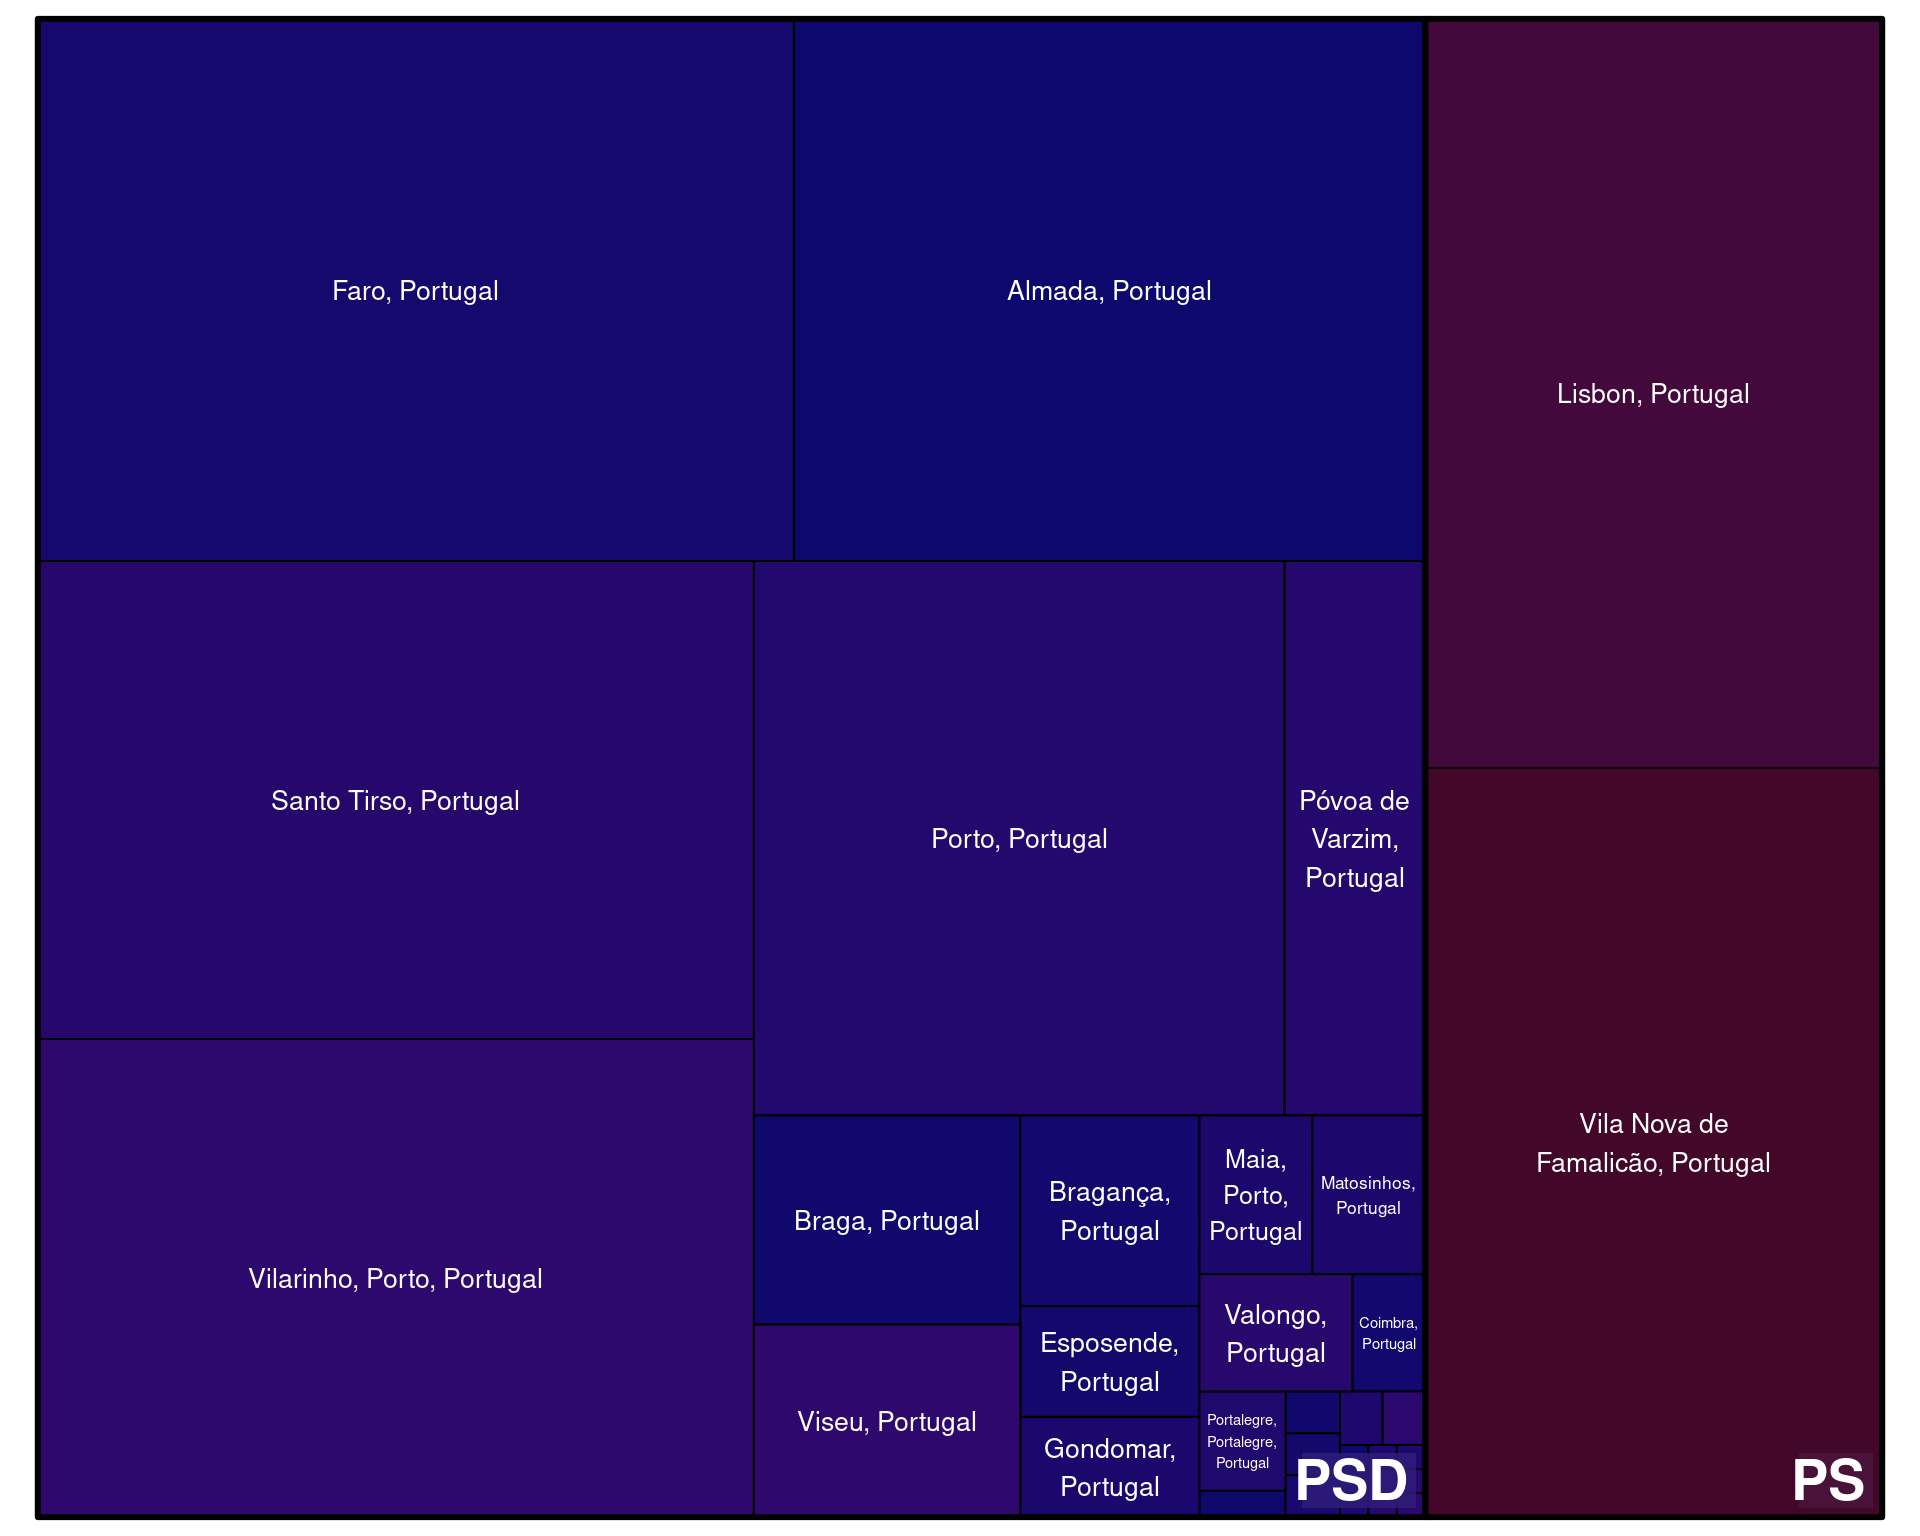 Faro, Portugal
Almada, Portugal
Lisbon, Portugal
Santo Tirso, Portugal
Porto, Portugal
Póvoa de
Varzim,
Portugal
Vila Nova de
Famalicão, Portugal
Vilarinho, Porto, Portugal
Braga, Portugal
Bragança,
Portugal
Maia,
Porto,
Portugal
Matosinhos,
Portugal
Valongo,
Portugal
Coimbra,
Portugal
Esposende,
Portugal
Viseu, Portugal
Gondomar,
Portugal
Portalegre,
Portalegre,
Portugal
PSD
PS